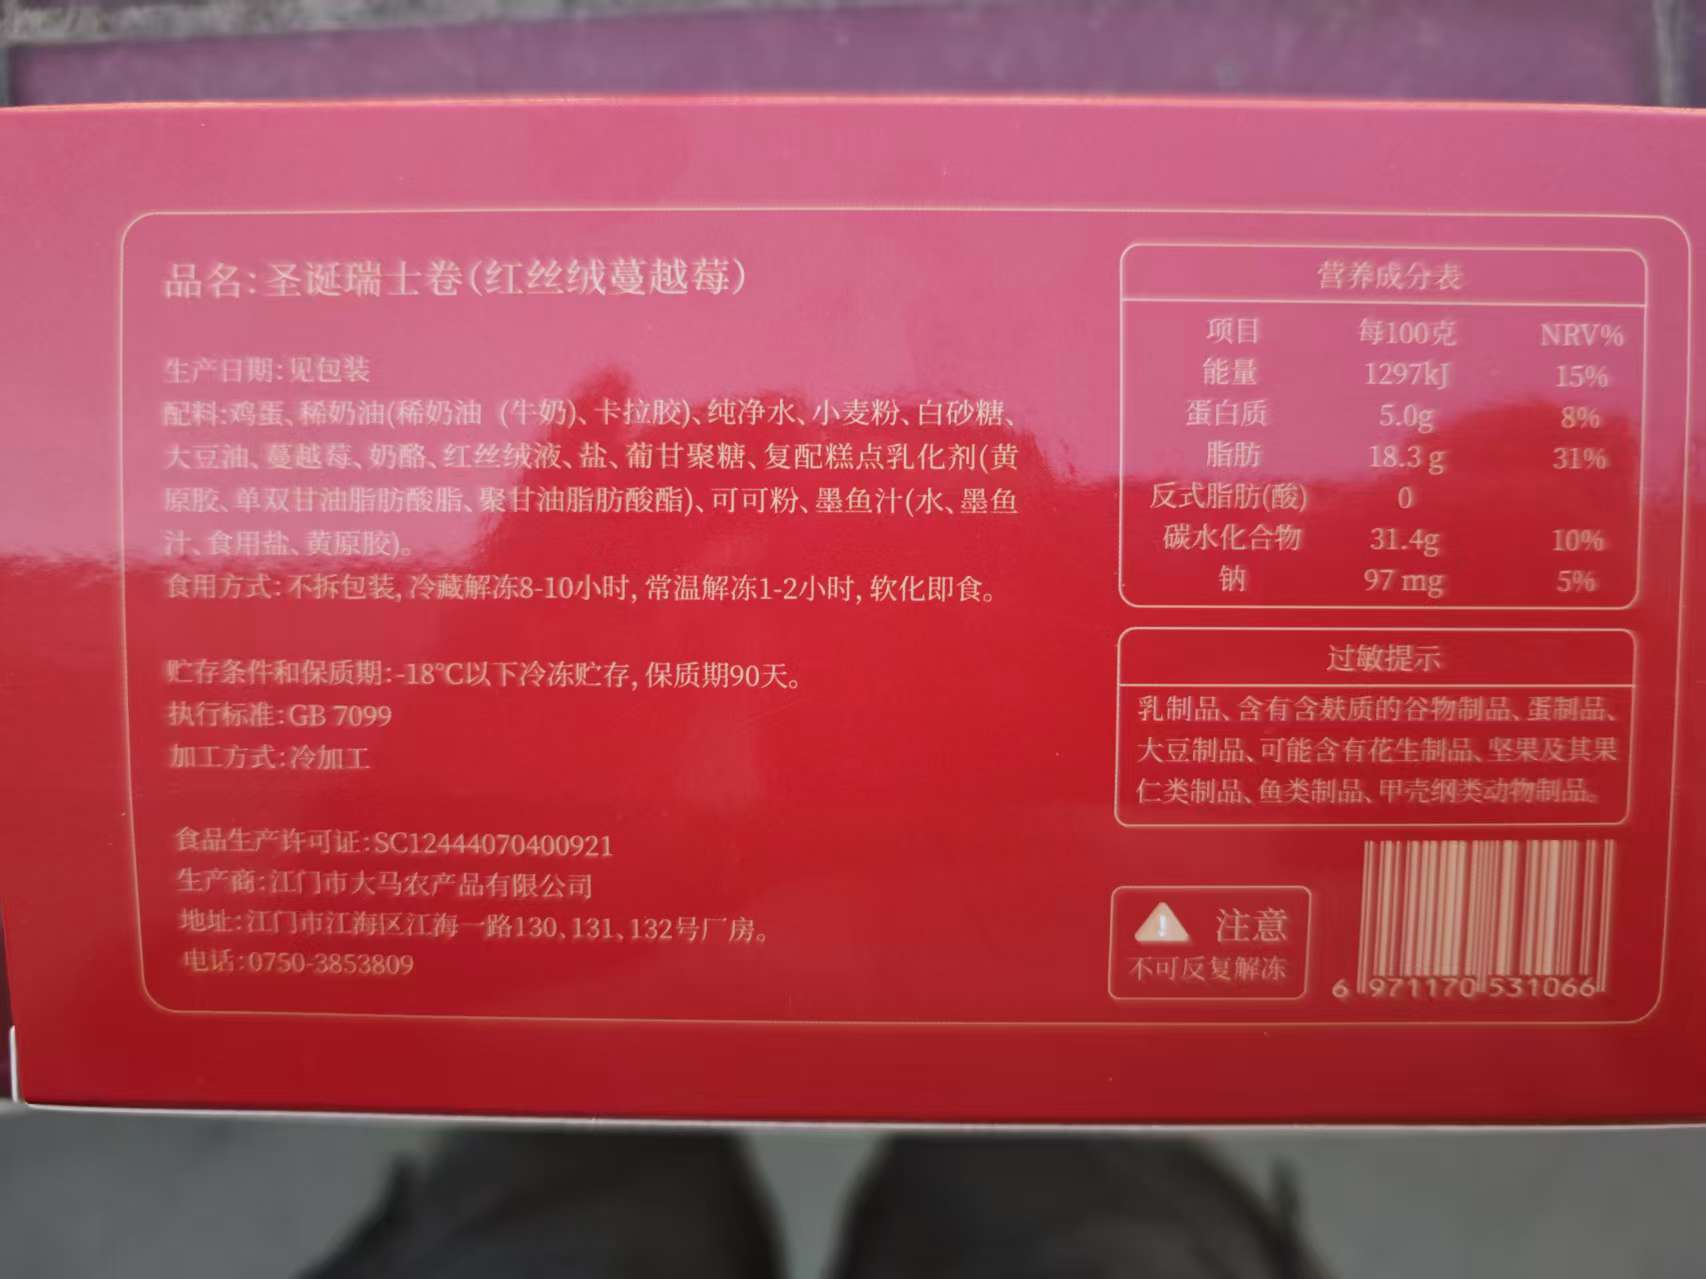 品名:圣诞瑞士卷(红丝绒蔓越莓)
生产日期:见包装
配料:鸡蛋、稀奶油(稀奶油 (牛奶)、卡拉胶)、纯净水、小麦粉、白砂糖、
大豆油、蔓越莓、奶酪、红丝绒液、盐、葡甘聚糖、复配糕点乳化剂(黄
原胶、单双甘油脂肪酸脂、聚甘油脂肪酸酯)、可可粉、墨鱼汁(水、墨鱼
汁、食用盐、黄原胶)。
食用方式:不拆包装,冷藏解冻8-10小时,常温解冻1-2小时,软化即食。
贮存条件和保质期:-18℃以下冷冻贮存,保质期90天。
执行标准:GB 7099
加工方式:冷加工
食品生产许可证:SC12444070400921
生产商:江门市大马农产品有限公司
地址:江门市江海区江海一路130、131、132号厂房。
电话:0750-3853809
营养成分表
项目 每100克 NRV%
能量 1297kJ 15%
蛋白质 5.0g 8%
脂肪 18.3 g 31%
反式脂肪(酸) 0
碳水化合物 31.4g 10%
钠 97 mg 5%
过敏提示
乳制品、含有含麸质的谷物制品、蛋制品、
大豆制品、可能含有花生制品、坚果及其果
仁类制品、鱼类制品、甲壳纲类动物制品。
注意
不可反复解冻
6 971170 531066